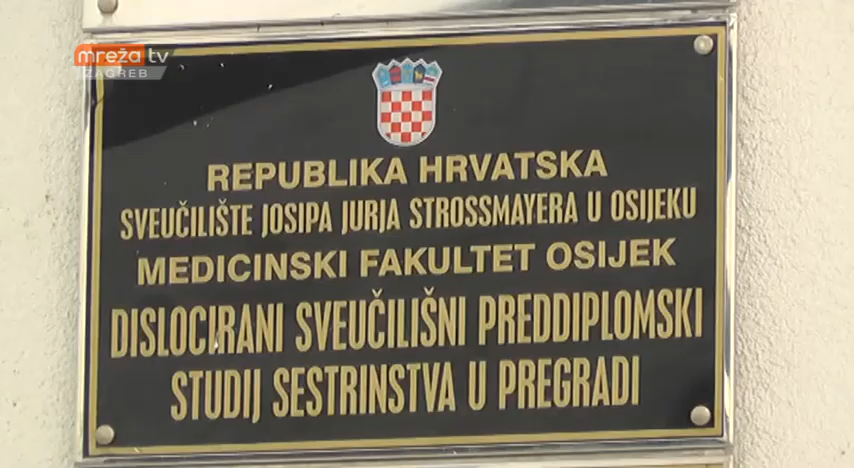 mreža tv
ZAGREB
REPUBLIKA HRVATSKA
SVEUČILIŠTE JOSIPA JURJA STROSSMAYERA U OSIJEKU
MEDICINSKI FAKULTET OSIJEK
DISLOCIRANI SVEUČILIŠNI PREDDIPLOMSKI
STUDIJ SESTRINSTVA U PREGRADI